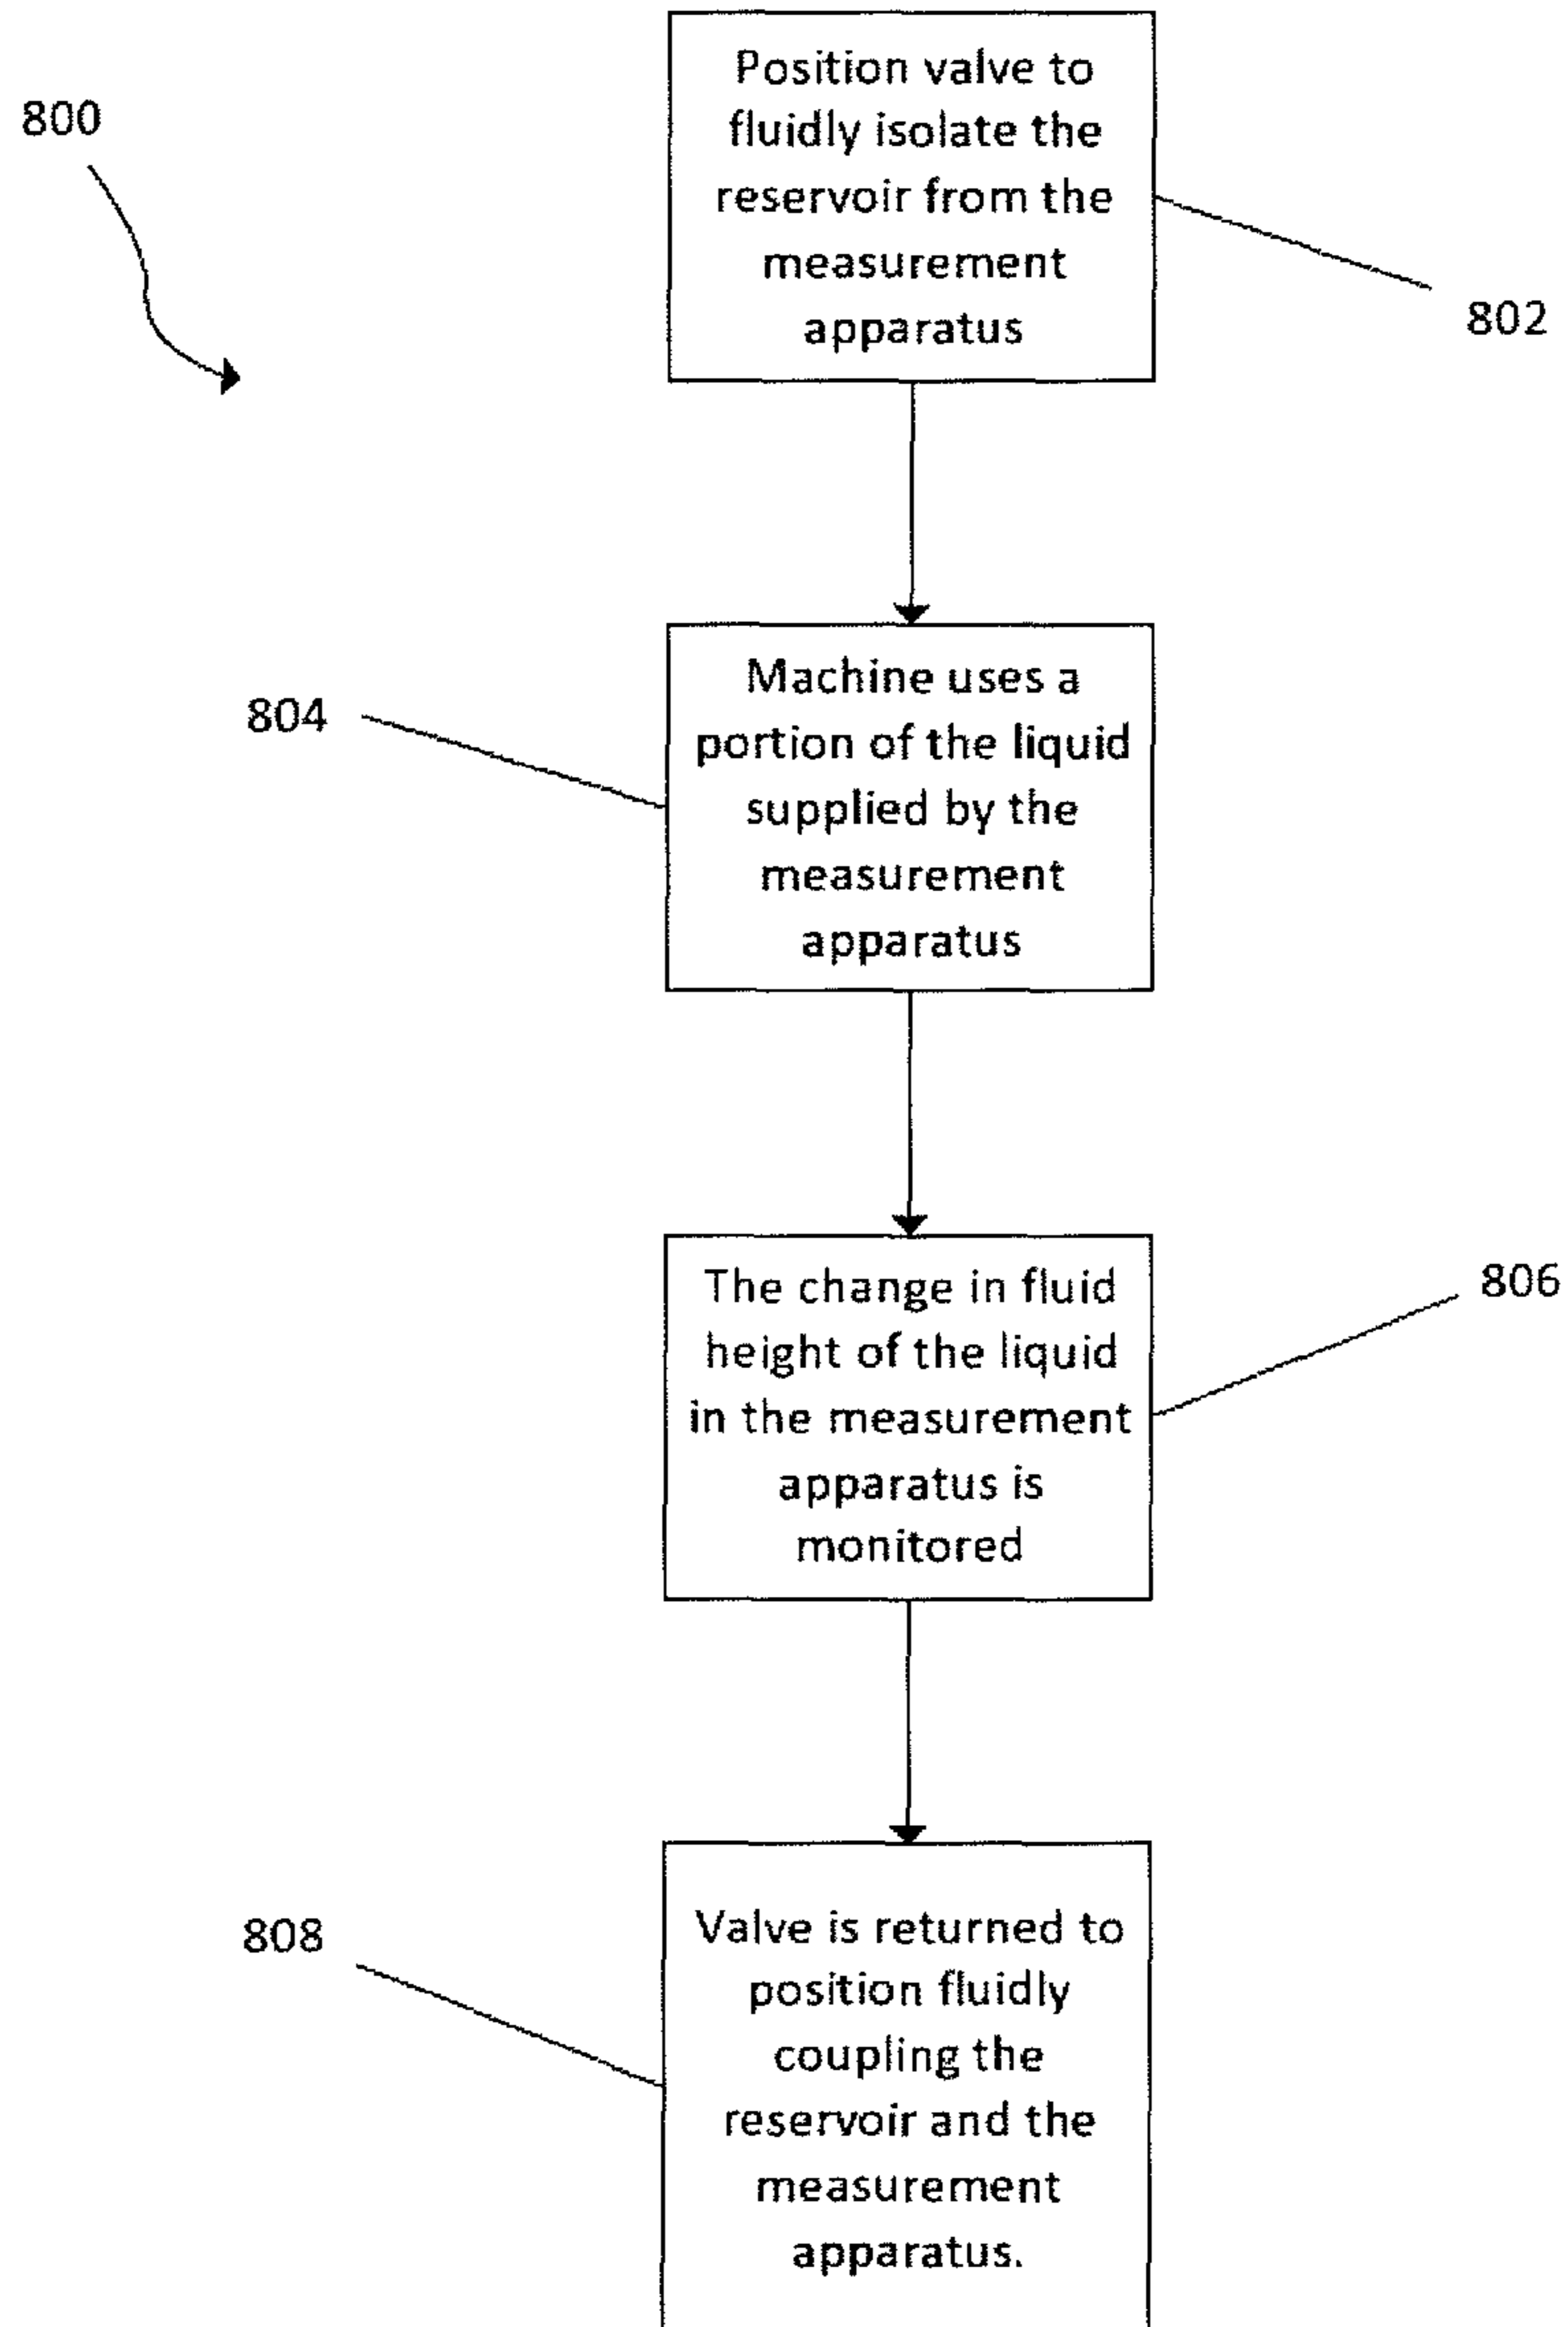 800
Position valve to
fluidly isolate the
reservoir from the
measurement
apparatus
802
804
Machine uses a
portion of the liquid
supplied by the
measurement
apparatus
The change in fluid
height of the liquid
in the measurement
apparatus is
monitored
806
808
Valve is returned to
position fluidly
coupling the
reservoir and the
measurement
apparatus.